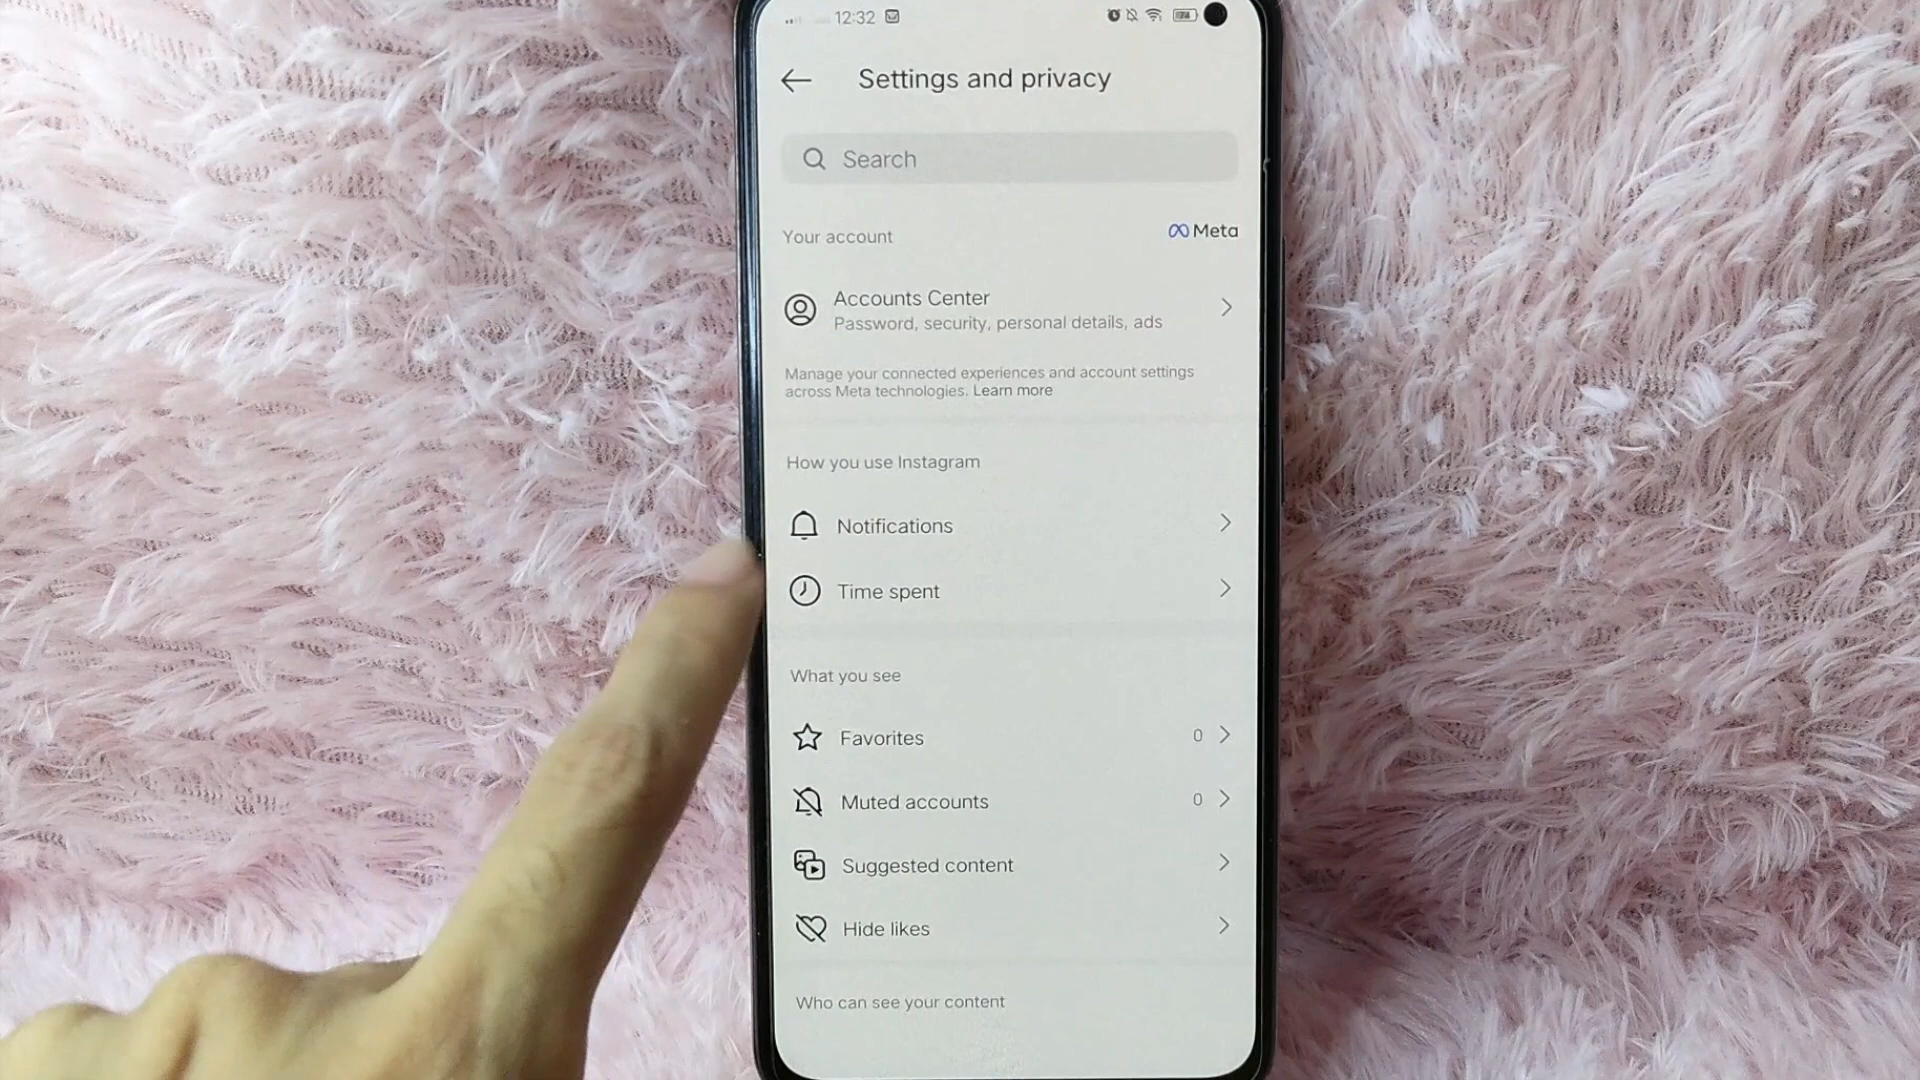 12:32
Settings and privacy
Search
Your account
Meta
Accounts Center
Password, security, personal details, ads
Manage your connected experiences and account settings
across Meta technologies. Learn more
How you use Instagram
Notifications
Time spent
What you see
Favorites 0
Muted accounts 0
Suggested content
Hide likes
Who can see your content